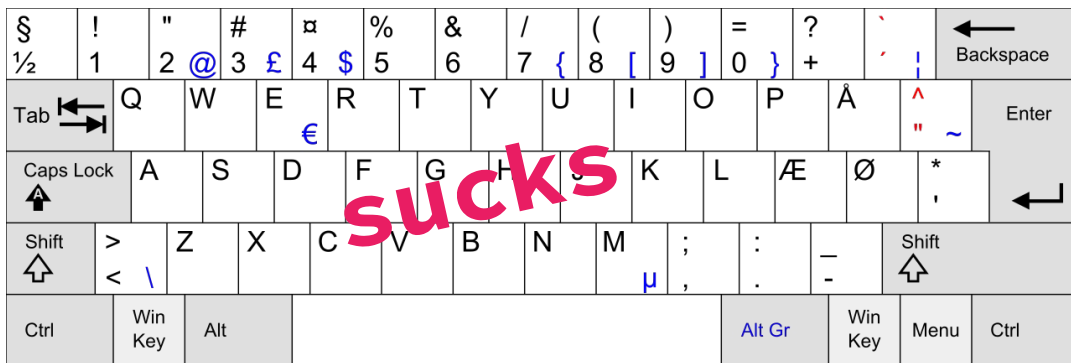 § ! " # ¤ % & / ( ) = ? `
½ 1 2 @ 3 £ 4 $ 5 6 7 { 8 [ 9 ] 0 } + ´ ¦ Backspace
Tab Q W E R T Y U I O P Å ^ Enter
€ " ~
Caps Lock A S D F G H J K L Æ Ø *
A '
sucks
Shift > Z X C V B N M ; : _ Shift
< \ µ , . -
Ctrl Win Key Alt Alt Gr Win Key Menu Ctrl